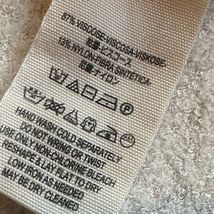 87% VISCOSE-VISCOSA-VISKOSE-
13% NYLON-FIBRA SINTÉTICA-
HAND WASH COLD SEPARATELY
DO NOT WRING OR TWIST
USE ONLY NON-CHLORINE BLEACH
RESHAPE & LAY FLAT TO DRY
LOW IRON AS NEEDED
MAY BE DRY CLEANED